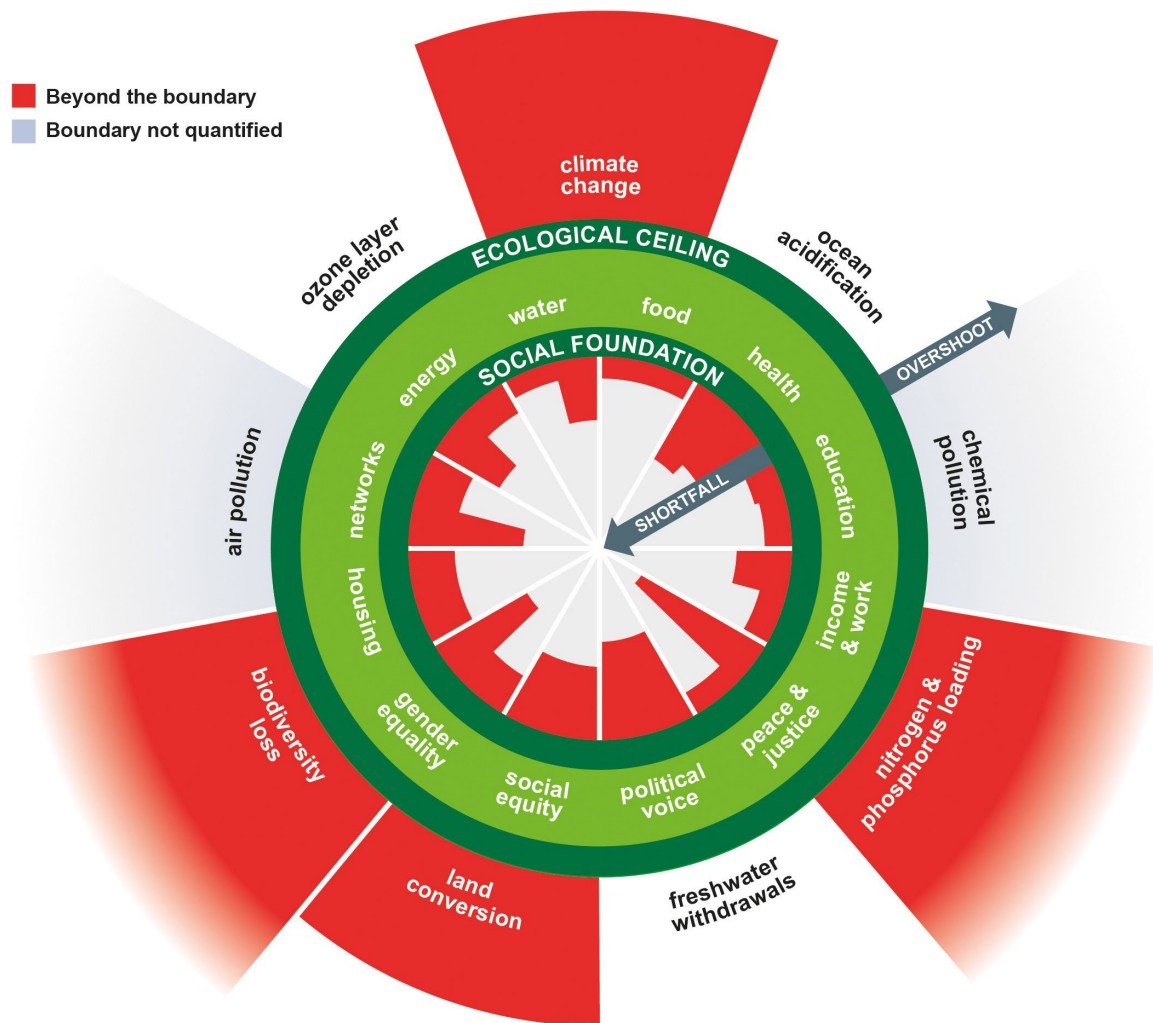 Beyond the boundary
Boundary not quantified
climate
change
ECOLOGICAL CEILING
ozone layer
depletion
ocean
acidification
water
food
SOCIAL FOUNDATION
energy
health
OVERSHOOT
networks
education
SHORTFALL
air pollution
chemical
pollution
housing
income
& work
biodiversity
loss
gender
equality
peace &
justice
nitrogen &
phosphorus loading
social
equity
political
voice
land
conversion
freshwater
withdrawals